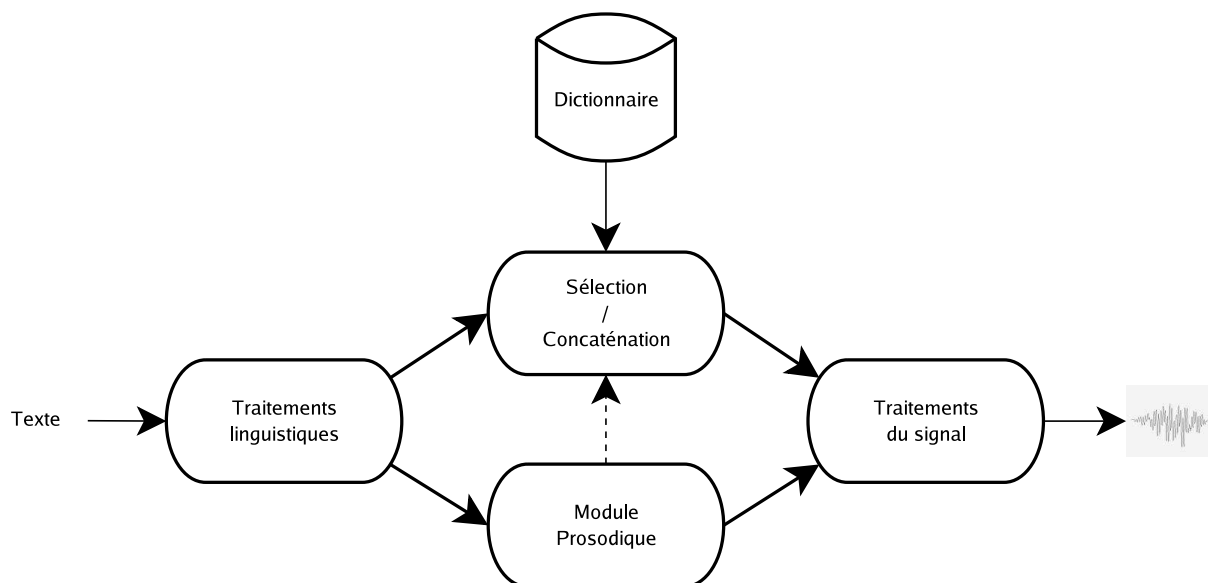 Dictionnaire
Sélection
/
Concaténation
Texte
Traitements
linguistiques
Traitements
du signal
Module
Prosodique